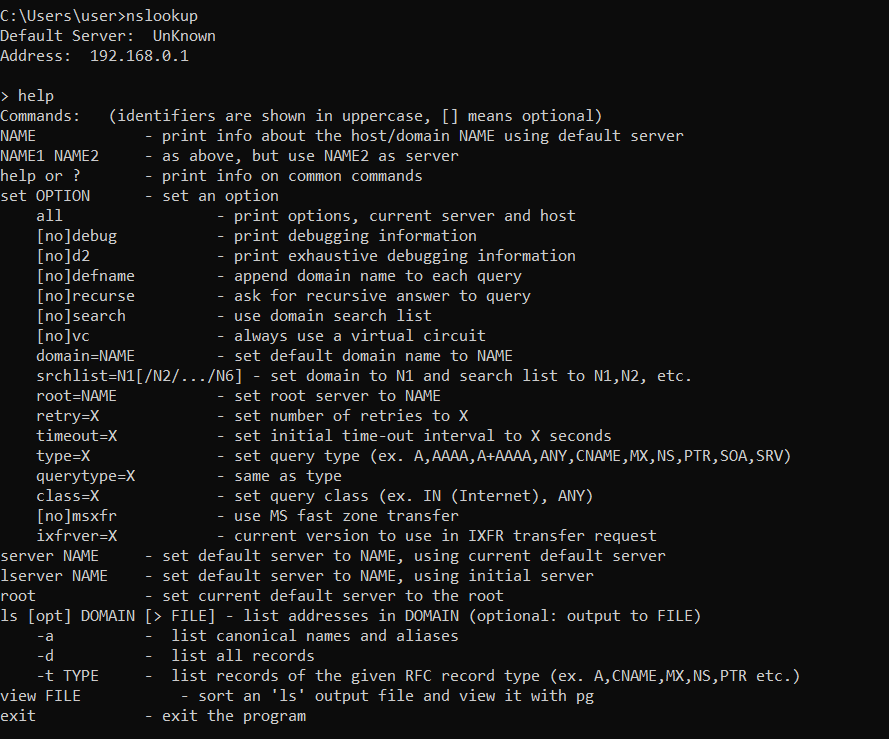 C:\Users\user>nslookup
Default Server:  UnKnown
Address:  192.168.0.1

> help
Commands:   (identifiers are shown in uppercase, [] means optional)
NAME            - print info about the host/domain NAME using default server
NAME1 NAME2     - as above, but use NAME2 as server
help or ?       - print info on common commands
set OPTION      - set an option
    all                 - print options, current server and host
    [no]debug           - print debugging information
    [no]d2              - print exhaustive debugging information
    [no]defname         - append domain name to each query
    [no]recurse         - ask for recursive answer to query
    [no]search          - use domain search list
    [no]vc              - always use a virtual circuit
    domain=NAME         - set default domain name to NAME
    srchlist=N1[/N2/.../N6] - set domain to N1 and search list to N1,N2, etc.
    root=NAME           - set root server to NAME
    retry=X             - set number of retries to X
    timeout=X           - set initial time-out interval to X seconds
    type=X              - set query type (ex. A,AAAA,A+AAAA,ANY,CNAME,MX,NS,PTR,SOA,SRV)
    querytype=X         - same as type
    class=X             - set query class (ex. IN (Internet), ANY)
    [no]msxfr           - use MS fast zone transfer
    ixfrver=X           - current version to use in IXFR transfer request
server NAME     - set default server to NAME, using current default server
lserver NAME    - set default server to NAME, using initial server
root            - set current default server to the root
ls [opt] DOMAIN [> FILE] - list addresses in DOMAIN (optional: output to FILE)
    -a          -  list canonical names and aliases
    -d          -  list all records
    -t TYPE     -  list records of the given RFC record type (ex. A,CNAME,MX,NS,PTR etc.)
view FILE           - sort an 'ls' output file and view it with pg
exit            - exit the program